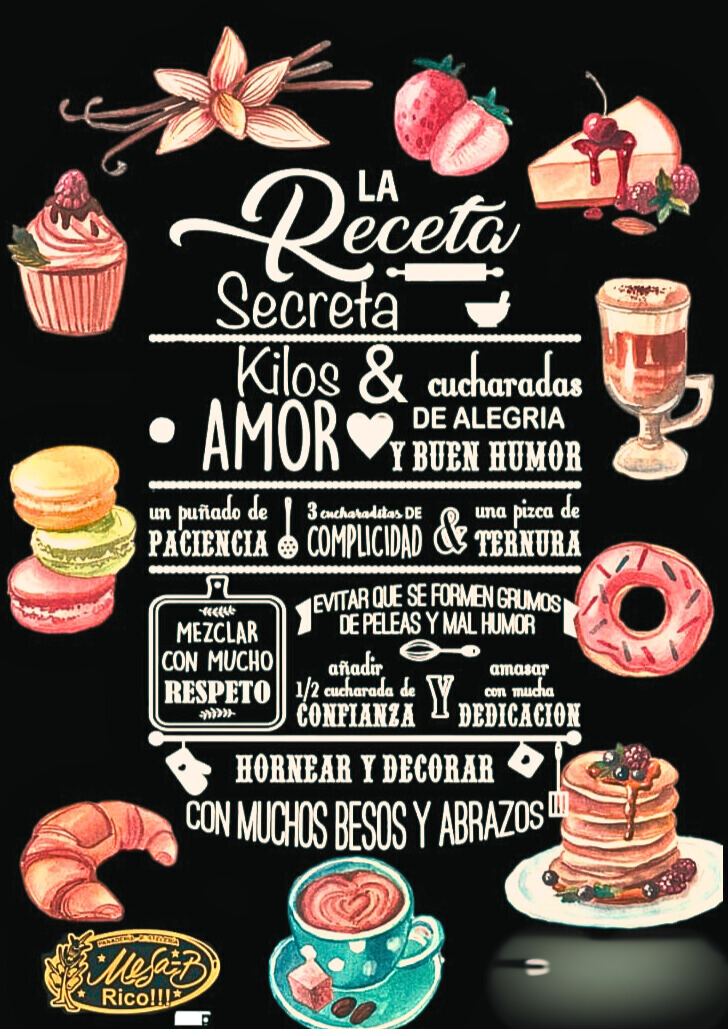 LA
Receta
Secreta
Kilos & cucharadas
AMOR DE ALEGRIA
Y BUEN HUMOR
un puñado de
PACIENCIA
3 cucharaditas DE
COMPLICIDAD
&
una pizca de
TERNURA
MEZCLAR
CON MUCHO
RESPETO
EVITAR QUE SE FORMEN GRUMOS
DE PELEAS Y MAL HUMOR
añadir
1/2 cucharada de
CONFIANZA
Y
amasar
con mucha
DEDICACION
HORNEAR Y DECORAR
CON MUCHOS BESOS Y ABRAZOS
Mesa-B
Rico!!!